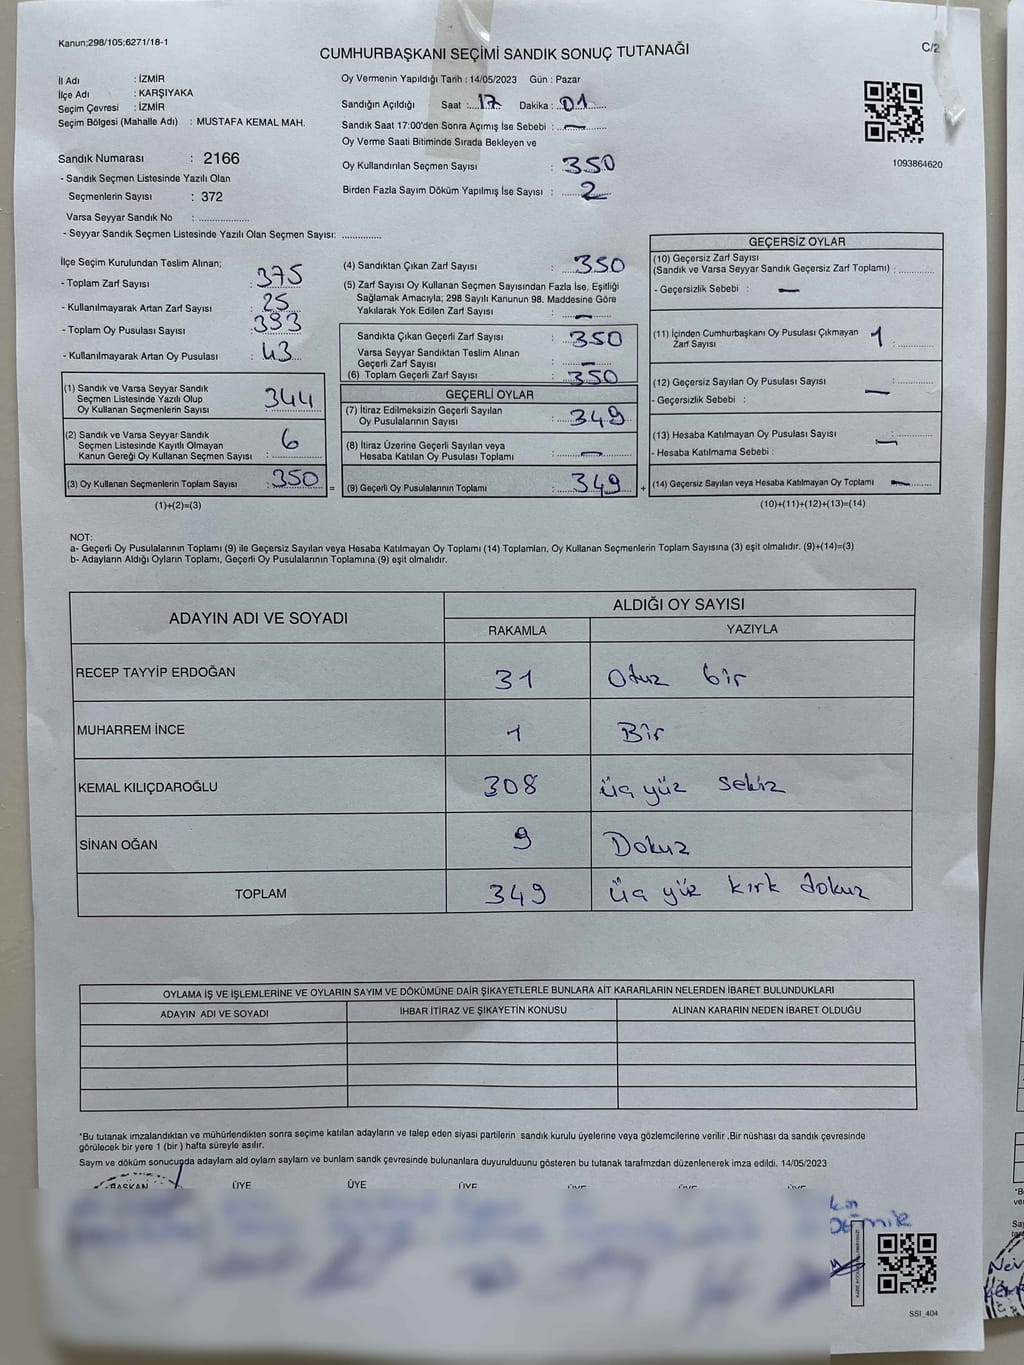 Kanun;298/105;6271/18-1
CUMHURBAŞKANI SEÇİMİ SANDIK SONUÇ TUTANAĞI
C/2
İl Adı : İZMİR
İlçe Adı : KARŞIYAKA
Seçim Çevresi : İZMİR
Seçim Bölgesi (Mahalle Adı) : MUSTAFA KEMAL MAH.
Sandık Numarası : 2166
- Sandık Seçmen Listesinde Yazılı Olan
Seçmenlerin Sayısı : 372
Varsa Seyyar Sandık No : ................
- Seyyar Sandık Seçmen Listesinde Yazılı Olan Seçmen Sayısı: .............
Oy Vermenin Yapıldığı Tarih : 14/05/2023 Gün : Pazar
Sandığın Açıldığı Saat : 17 Dakika : 01
Sandık Saat 17:00'den Sonra Açımış İse Sebebi : —
Oy Verme Saati Bitiminde Sırada Bekleyen ve
Oy Kullandırılan Seçmen Sayısı : 350
Birden Fazla Sayım Döküm Yapılmış İse Sayısı : 2
1093864620
İlçe Seçim Kurulundan Teslim Alınan;
- Toplam Zarf Sayısı : 375
- Kullanılmayarak Artan Zarf Sayısı : 25
- Toplam Oy Pusulası Sayısı : 393
- Kullanılmayarak Artan Oy Pusulası : 43
(1) Sandık ve Varsa Seyyar Sandık
Seçmen Listesinde Yazılı Olup
Oy Kullanan Seçmenlerin Sayısı : 344
(2) Sandık ve Varsa Seyyar Sandık
Seçmen Listesinde Kayıtlı Olmayan
Kanun Gereği Oy Kullanan Seçmen Sayısı : 6
(3) Oy Kullanan Seçmenlerin Toplam Sayısı : 350 =
(1)+(2)=(3)
(4) Sandıktan Çıkan Zarf Sayısı : 350
(5) Zarf Sayısı Oy Kullanan Seçmen Sayısından Fazla İse, Eşitliği
Sağlamak Amacıyla; 298 Sayılı Kanunun 98. Maddesine Göre
Yakılarak Yok Edilen Zarf Sayısı : —
Sandıkta Çıkan Geçerli Zarf Sayısı : 350
Varsa Seyyar Sandıktan Teslim Alınan
Geçerli Zarf Sayısı : —
(6) Toplam Geçerli Zarf Sayısı : 350
GEÇERLİ OYLAR
(7) İtiraz Edilmeksizin Geçerli Sayılan
Oy Pusulalarının Sayısı : 349
(8) İtiraz Üzerine Geçerli Sayılan veya
Hesaba Katılan Oy Pusulası Toplamı : —
(9) Geçerli Oy Pusulalarının Toplamı : 349 +
GEÇERSİZ OYLAR
(10) Geçersiz Zarf Sayısı
(Sandık ve Varsa Seyyar Sandık Geçersiz Zarf Toplamı) : .........
- Geçersizlik Sebebi : —
(11) İçinden Cumhurbaşkanı Oy Pusulası Çıkmayan
Zarf Sayısı : 1
(12) Geçersiz Sayılan Oy Pusulası Sayısı : .........
- Geçersizlik Sebebi : —
(13) Hesaba Katılmayan Oy Pusulası Sayısı : —
- Hesaba Katılmama Sebebi :
(14) Geçersiz Sayılan veya Hesaba Katılmayan Oy Toplamı : —
(10)+(11)+(12)+(13)=(14)
NOT:
a- Geçerli Oy Pusulalarının Toplamı (9) ile Geçersiz Sayılan veya Hesaba Katılmayan Oy Toplamı (14) Toplamları, Oy Kullanan Seçmenlerin Toplam Sayısına (3) eşit olmalıdır. (9)+(14)=(3)
b- Adayların Aldığı Oyların Toplamı, Geçerli Oy Pusulalarının Toplamına (9) eşit olmalıdır.
ADAYIN ADI VE SOYADI
ALDIĞI OY SAYISI
RAKAMLA YAZIYLA
RECEP TAYYİP ERDOĞAN 31 Otuz bir
MUHARREM İNCE 1 Bir
KEMAL KILIÇDAROĞLU 308 üç yüz sekiz
SİNAN OĞAN 9 Dokuz
TOPLAM 349 üç yüz kırk dokuz
OYLAMA İŞ VE İŞLEMLERİNE VE OYLARIN SAYIM VE DÖKÜMÜNE DAİR ŞİKAYETLERLE BUNLARA AİT KARARLARIN NELERDEN İBARET BULUNDUKLARI
ADAYIN ADI VE SOYADI İHBAR İTİRAZ VE ŞİKAYETİN KONUSU ALINAN KARARIN NEDEN İBARET OLDUĞU
*Bu tutanak imzalandıktan ve mühürlendikten sonra seçime katılan adayların ve talep eden siyasi partilerin sandık kurulu üyelerine veya gözlemcilerine verilir .Bir nüshası da sandık çevresinde
görülecek bir yere 1 (bir ) hafta süreyle asılır.
Sayım ve döküm sonucunda adayların ald oyların sayları ve bunlarn sandk çevresinde bulunanlara duyurulduunu gösteren bu tutanak tarafmzdan düzenlenerek imza edildi. 14/05/2023
BAŞKAN ÜYE ÜYE ÜYE ÜYE ÜYE ÜYE
SSI_404